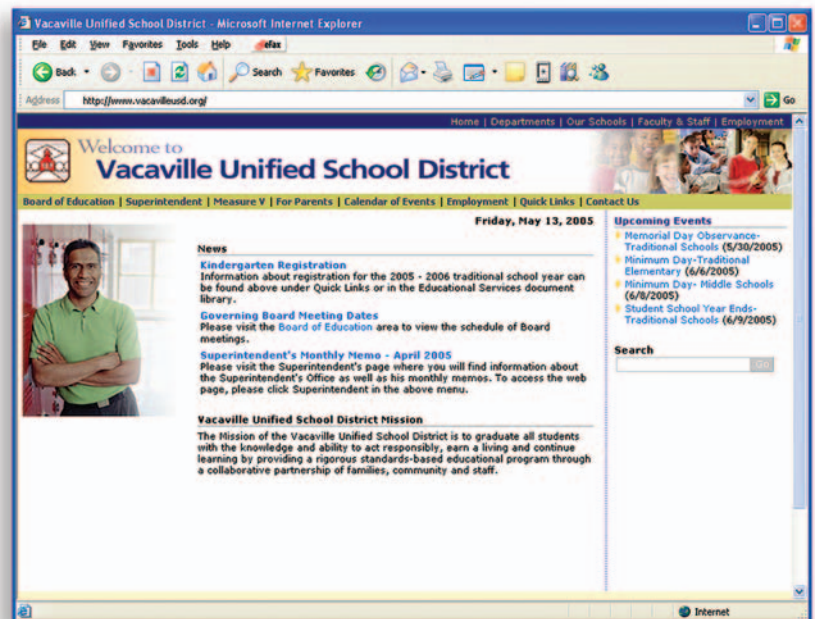 Vacaville Unified School District - Microsoft Internet Explorer
File Edit View Favorites Tools Help efax
Back Search Favorites
Address http://www.vacavilleusd.org/ Go
Home | Departments | Our Schools | Faculty & Staff | Employment
Welcome to
Vacaville Unified School District
Board of Education | Superintendent | Measure V | For Parents | Calendar of Events | Employment | Quick Links | Contact Us
Friday, May 13, 2005
News
Kindergarten Registration
Information about registration for the 2005 - 2006 traditional school year can
be found above under Quick Links or in the Educational Services document
library.
Governing Board Meeting Dates
Please visit the Board of Education area to view the schedule of Board
meetings.
Superintendent's Monthly Memo - April 2005
Please visit the Superintendent's page where you will find information about
the Superintendent's Office as well as his monthly memos. To access the web
page, please click Superintendent in the above menu.
Vacaville Unified School District Mission
The Mission of the Vacaville Unified School District is to graduate all students
with the knowledge and ability to act responsibly, earn a living and continue
learning by providing a rigorous standards-based educational program through
a collaborative partnership of families, community and staff.
Upcoming Events
Memorial Day Observance-
Traditional Schools (5/30/2005)
Minimum Day-Traditional
Elementary (6/6/2005)
Minimum Day- Middle Schools
(6/8/2005)
Student School Year Ends-
Traditional Schools (6/9/2005)
Search
Go
Internet